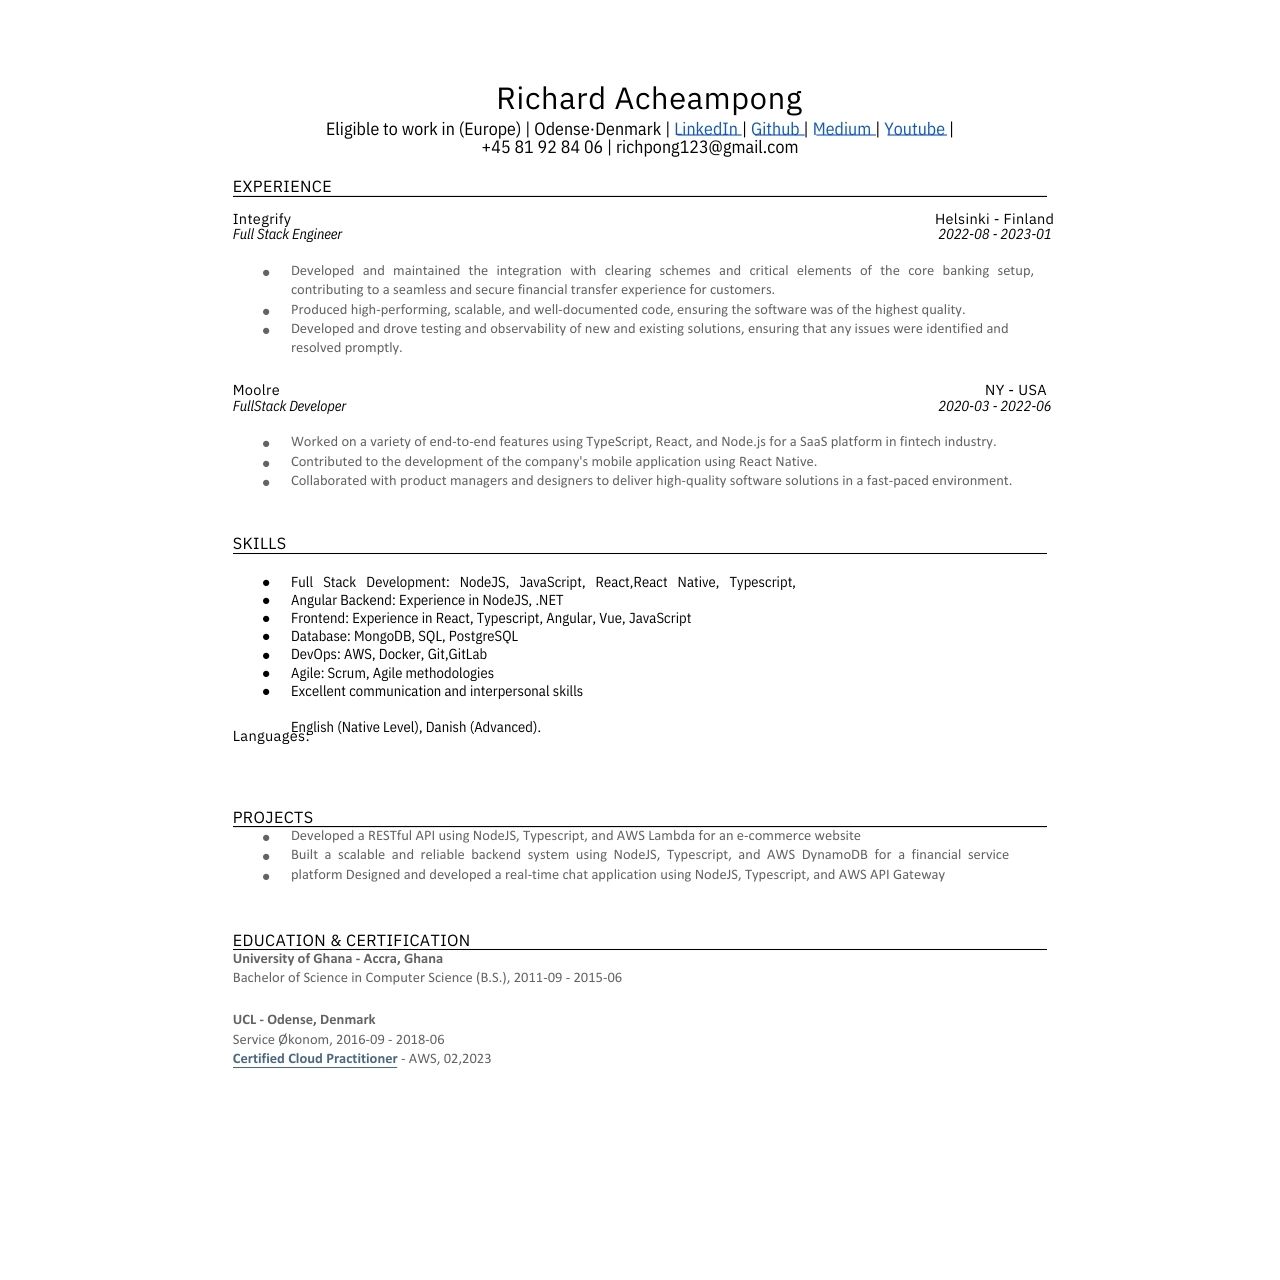 Richard Acheampong
Eligible to work in (Europe) | Odense·Denmark | LinkedIn | Github | Medium | Youtube |
+45 81 92 84 06 | richpong123@gmail.com
EXPERIENCE
Integrify Helsinki - Finland
Full Stack Engineer 2022-08 - 2023-01
● Developed and maintained the integration with clearing schemes and critical elements of the core banking setup,
contributing to a seamless and secure financial transfer experience for customers.
● Produced high-performing, scalable, and well-documented code, ensuring the software was of the highest quality.
● Developed and drove testing and observability of new and existing solutions, ensuring that any issues were identified and
resolved promptly.
Moolre NY - USA
FullStack Developer 2020-03 - 2022-06
● Worked on a variety of end-to-end features using TypeScript, React, and Node.js for a SaaS platform in fintech industry.
● Contributed to the development of the company's mobile application using React Native.
● Collaborated with product managers and designers to deliver high-quality software solutions in a fast-paced environment.
SKILLS
● Full Stack Development: NodeJS, JavaScript, React,React Native, Typescript,
● Angular Backend: Experience in NodeJS, .NET
● Frontend: Experience in React, Typescript, Angular, Vue, JavaScript
● Database: MongoDB, SQL, PostgreSQL
● DevOps: AWS, Docker, Git,GitLab
● Agile: Scrum, Agile methodologies
● Excellent communication and interpersonal skills
English (Native Level), Danish (Advanced).
Languages:
PROJECTS
● Developed a RESTful API using NodeJS, Typescript, and AWS Lambda for an e-commerce website
● Built a scalable and reliable backend system using NodeJS, Typescript, and AWS DynamoDB for a financial service
● platform Designed and developed a real-time chat application using NodeJS, Typescript, and AWS API Gateway
EDUCATION & CERTIFICATION
University of Ghana - Accra, Ghana
Bachelor of Science in Computer Science (B.S.), 2011-09 - 2015-06
UCL - Odense, Denmark
Service Økonom, 2016-09 - 2018-06
Certified Cloud Practitioner - AWS, 02,2023